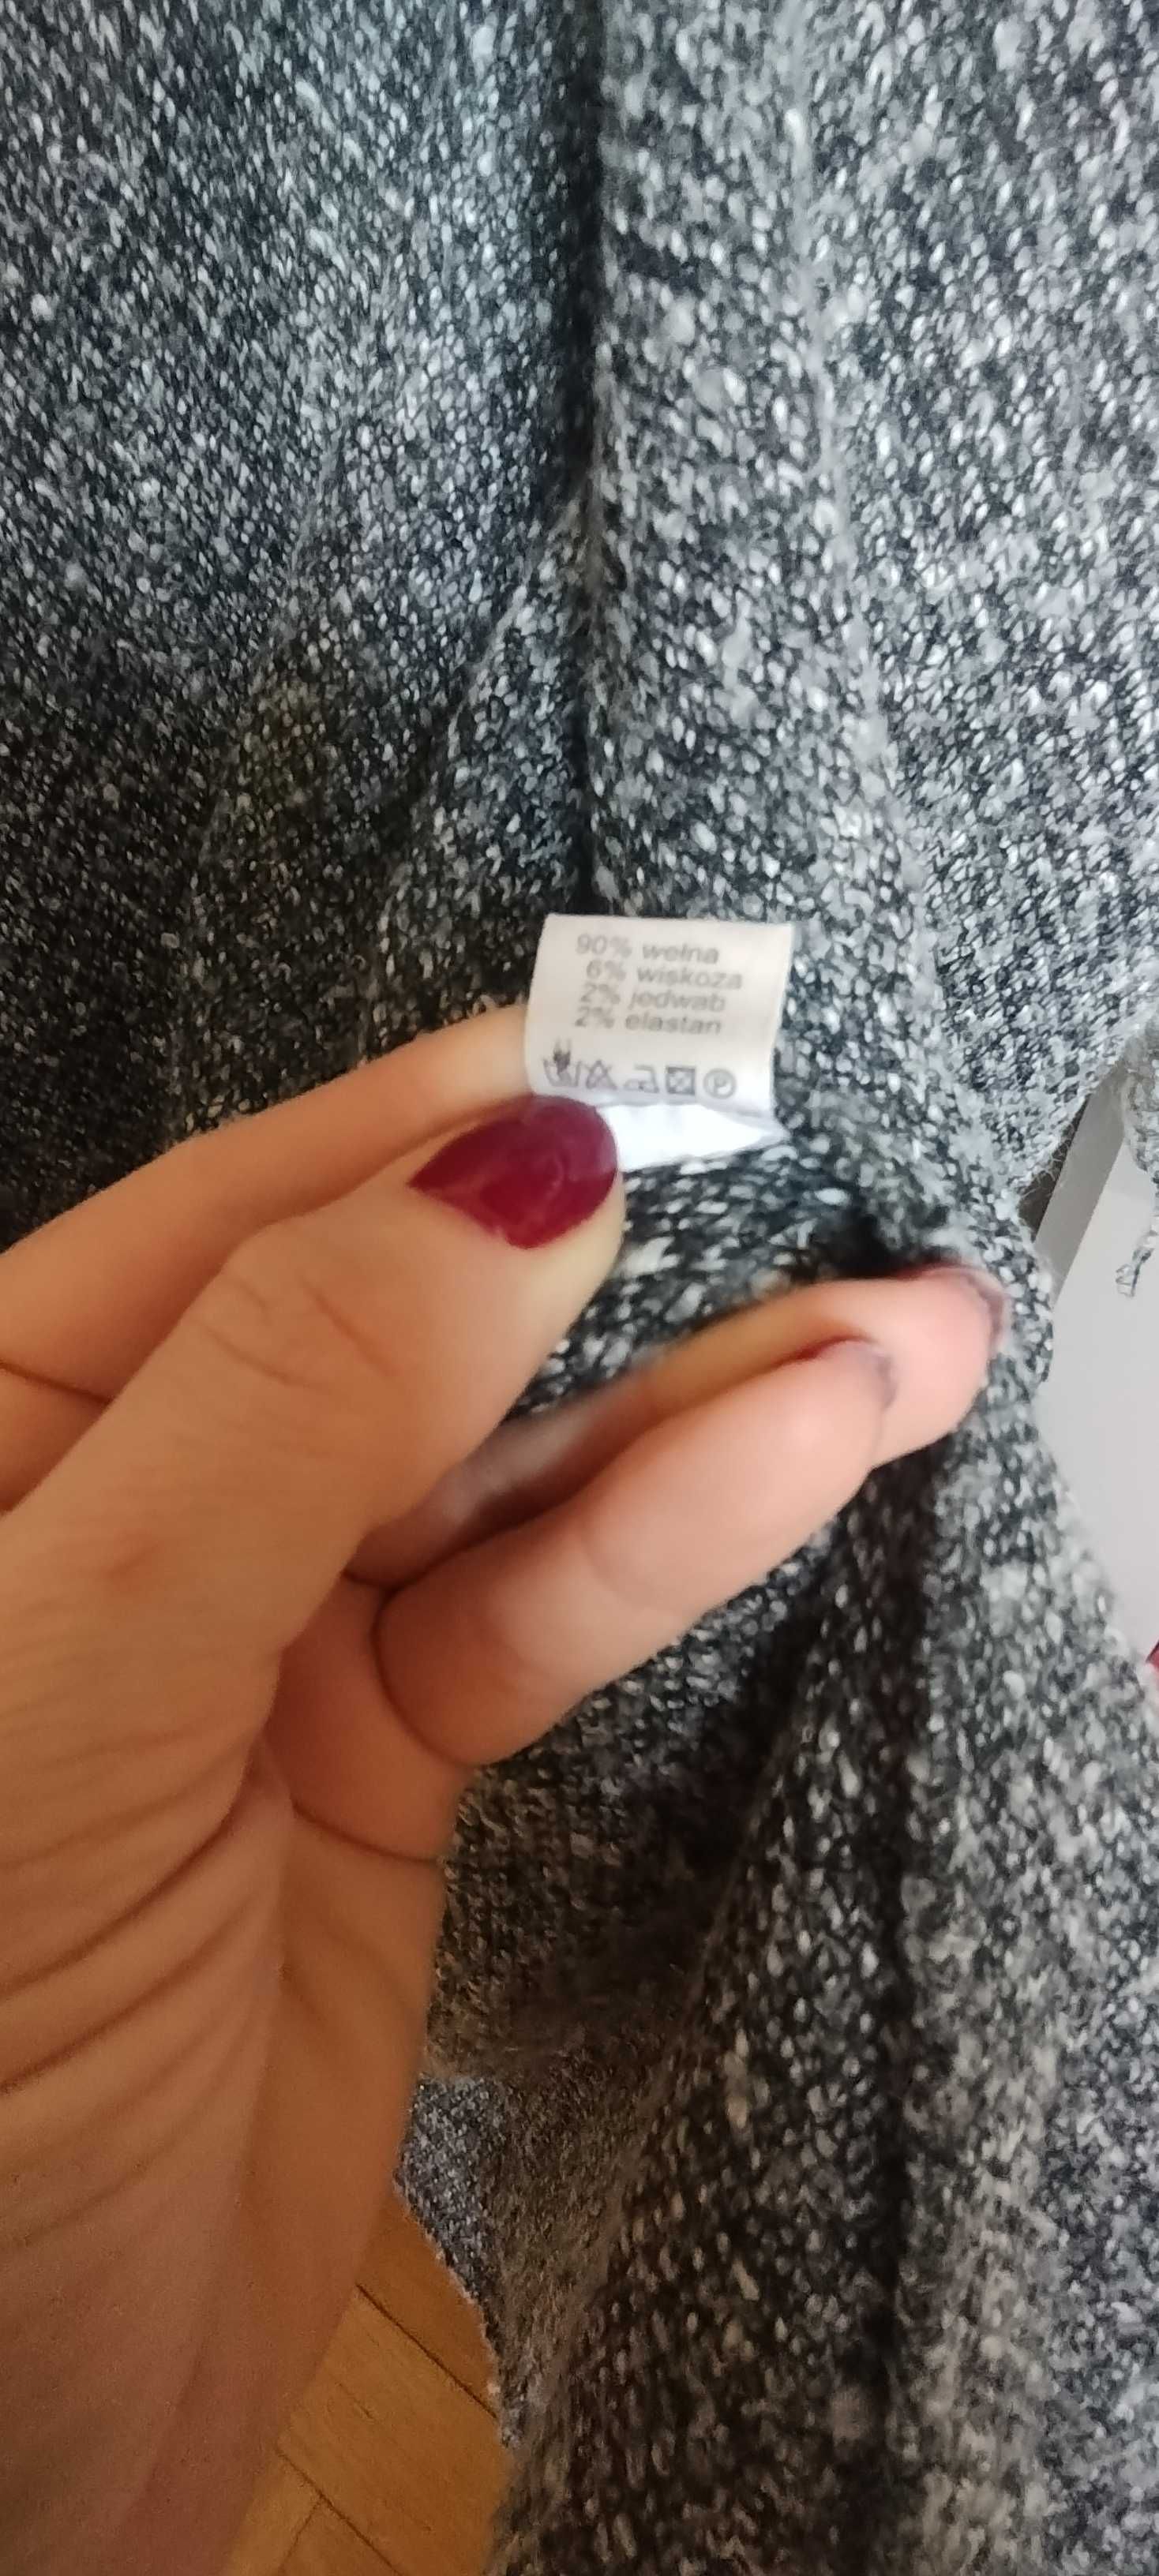 90% wełna
6% wiskoza
2% jedwab
2% elastan
P